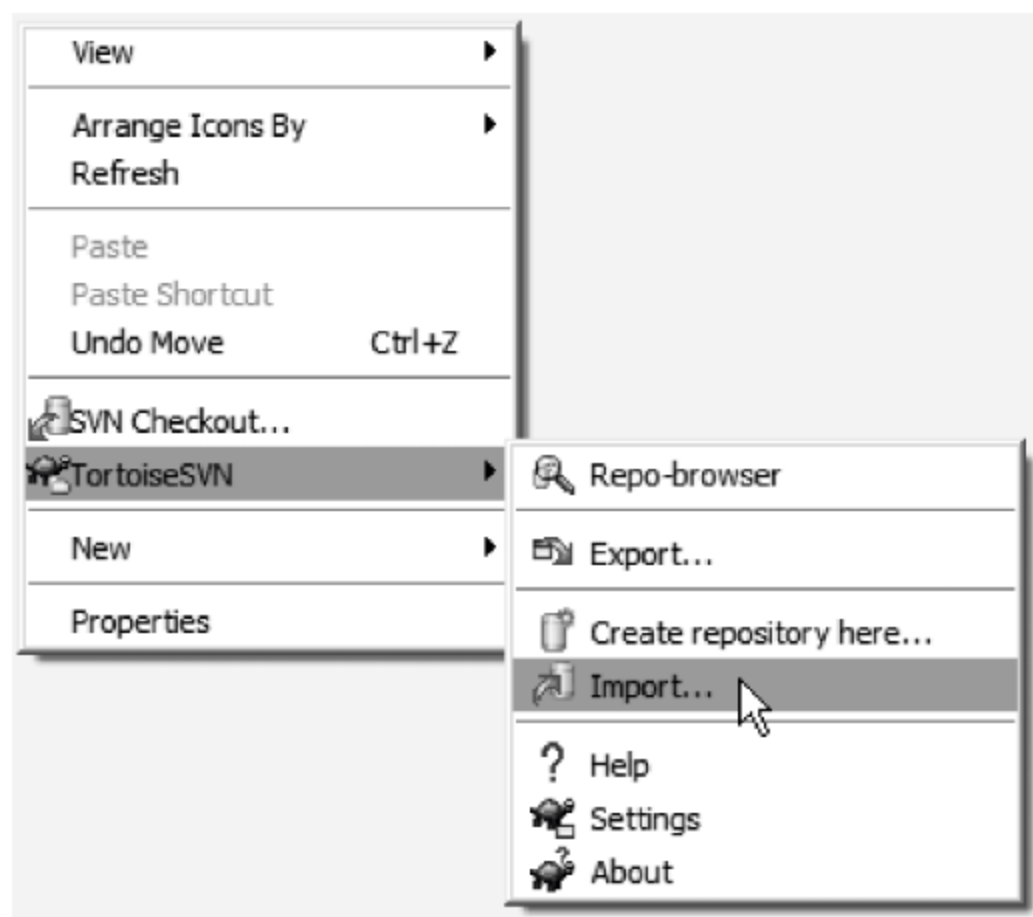 View
Arrange Icons By
Refresh
Paste
Paste Shortcut
Undo Move Ctrl+Z
SVN Checkout...
TortoiseSVN
New
Properties
Repo-browser
Export...
Create repository here...
Import...
Help
Settings
About